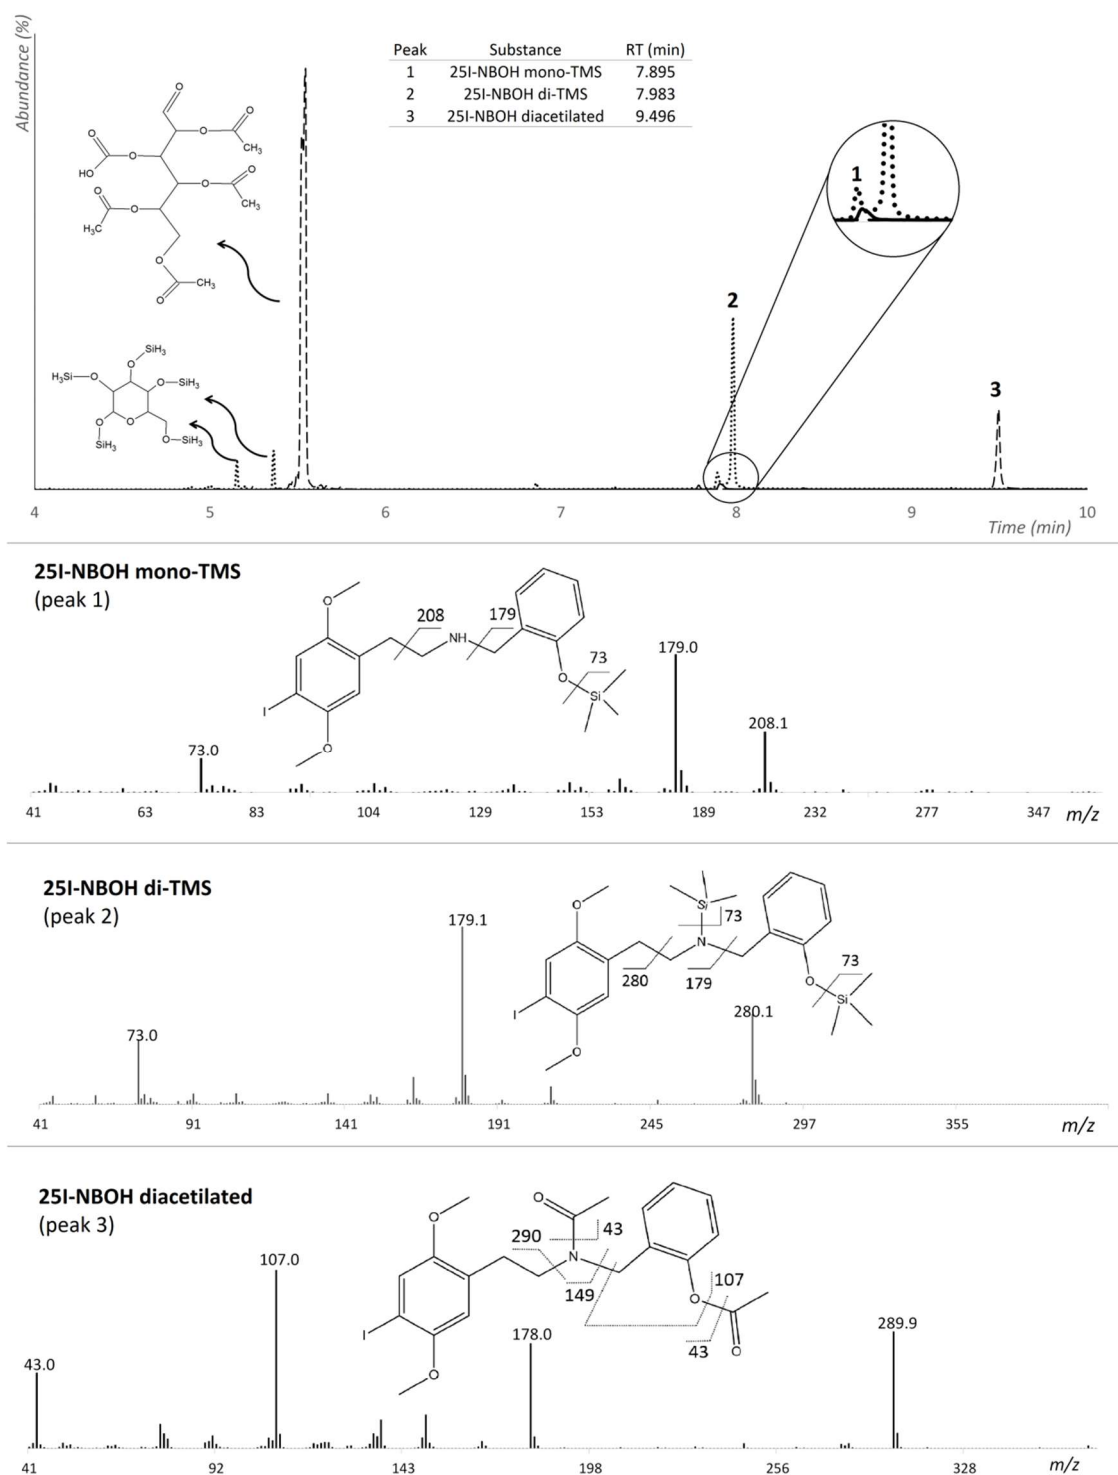 Abundance (%)
Peak Substance RT (min)
1 25I-NBOH mono-TMS 7.895
2 25I-NBOH di-TMS 7.983
3 25I-NBOH diacetilated 9.496
O
O
O
CH3
O
O
HO
O
O
CH3
O
O
H3C
O
O
CH3
1
2
3
SiH3
O
H3Si
O
O
SiH3
O
O
SiH3
O
SiH3
4 5 6 7 8 9 10
Time (min)
25I-NBOH mono-TMS
(peak 1)
O
208
NH
179
O
73
Si
I
O
73.0
179.0
208.1
41 63 83 104 129 153 189 232 277 347 m/z
25I-NBOH di-TMS
(peak 2)
O
Si
73
N
280
179
O
73
Si
I
O
73.0
179.1
280.1
41 91 141 191 245 297 355 m/z
25I-NBOH diacetilated
(peak 3)
O
O
290
43
N
149
107
O
43
O
I
O
43.0
107.0
178.0
289.9
41 92 143 198 256 328 m/z